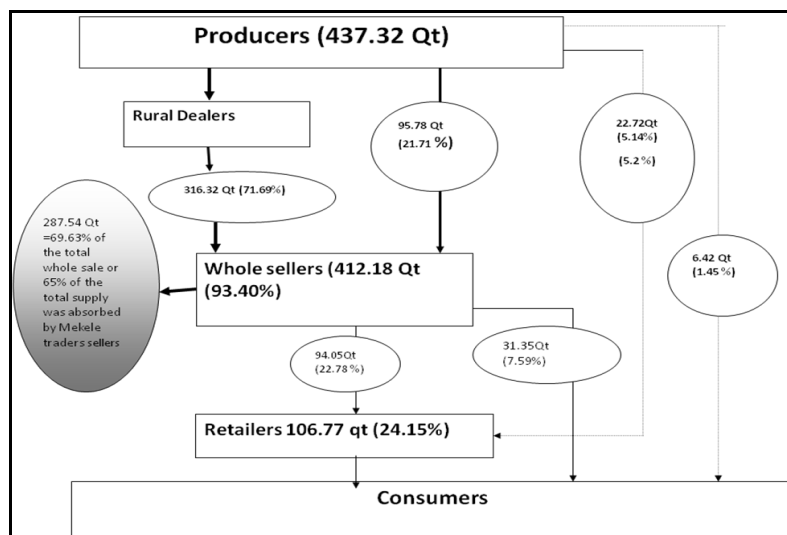 Producers (437.32 Qt)
Rural Dealers
95.78 Qt
(21.71 %)
22.72Qt
(5.14%)
(5.2 %)
316.32 Qt (71.69%)
287.54 Qt
=69.63% of
the total
whole sale or
65% of the
total supply
was absorbed
by Mekele
traders sellers
Whole sellers (412.18 Qt
(93.40%)
6.42 Qt
(1.45 %)
94.05Qt
(22.78 %)
31.35Qt
(7.59%)
Retailers 106.77 qt (24.15%)
Consumers